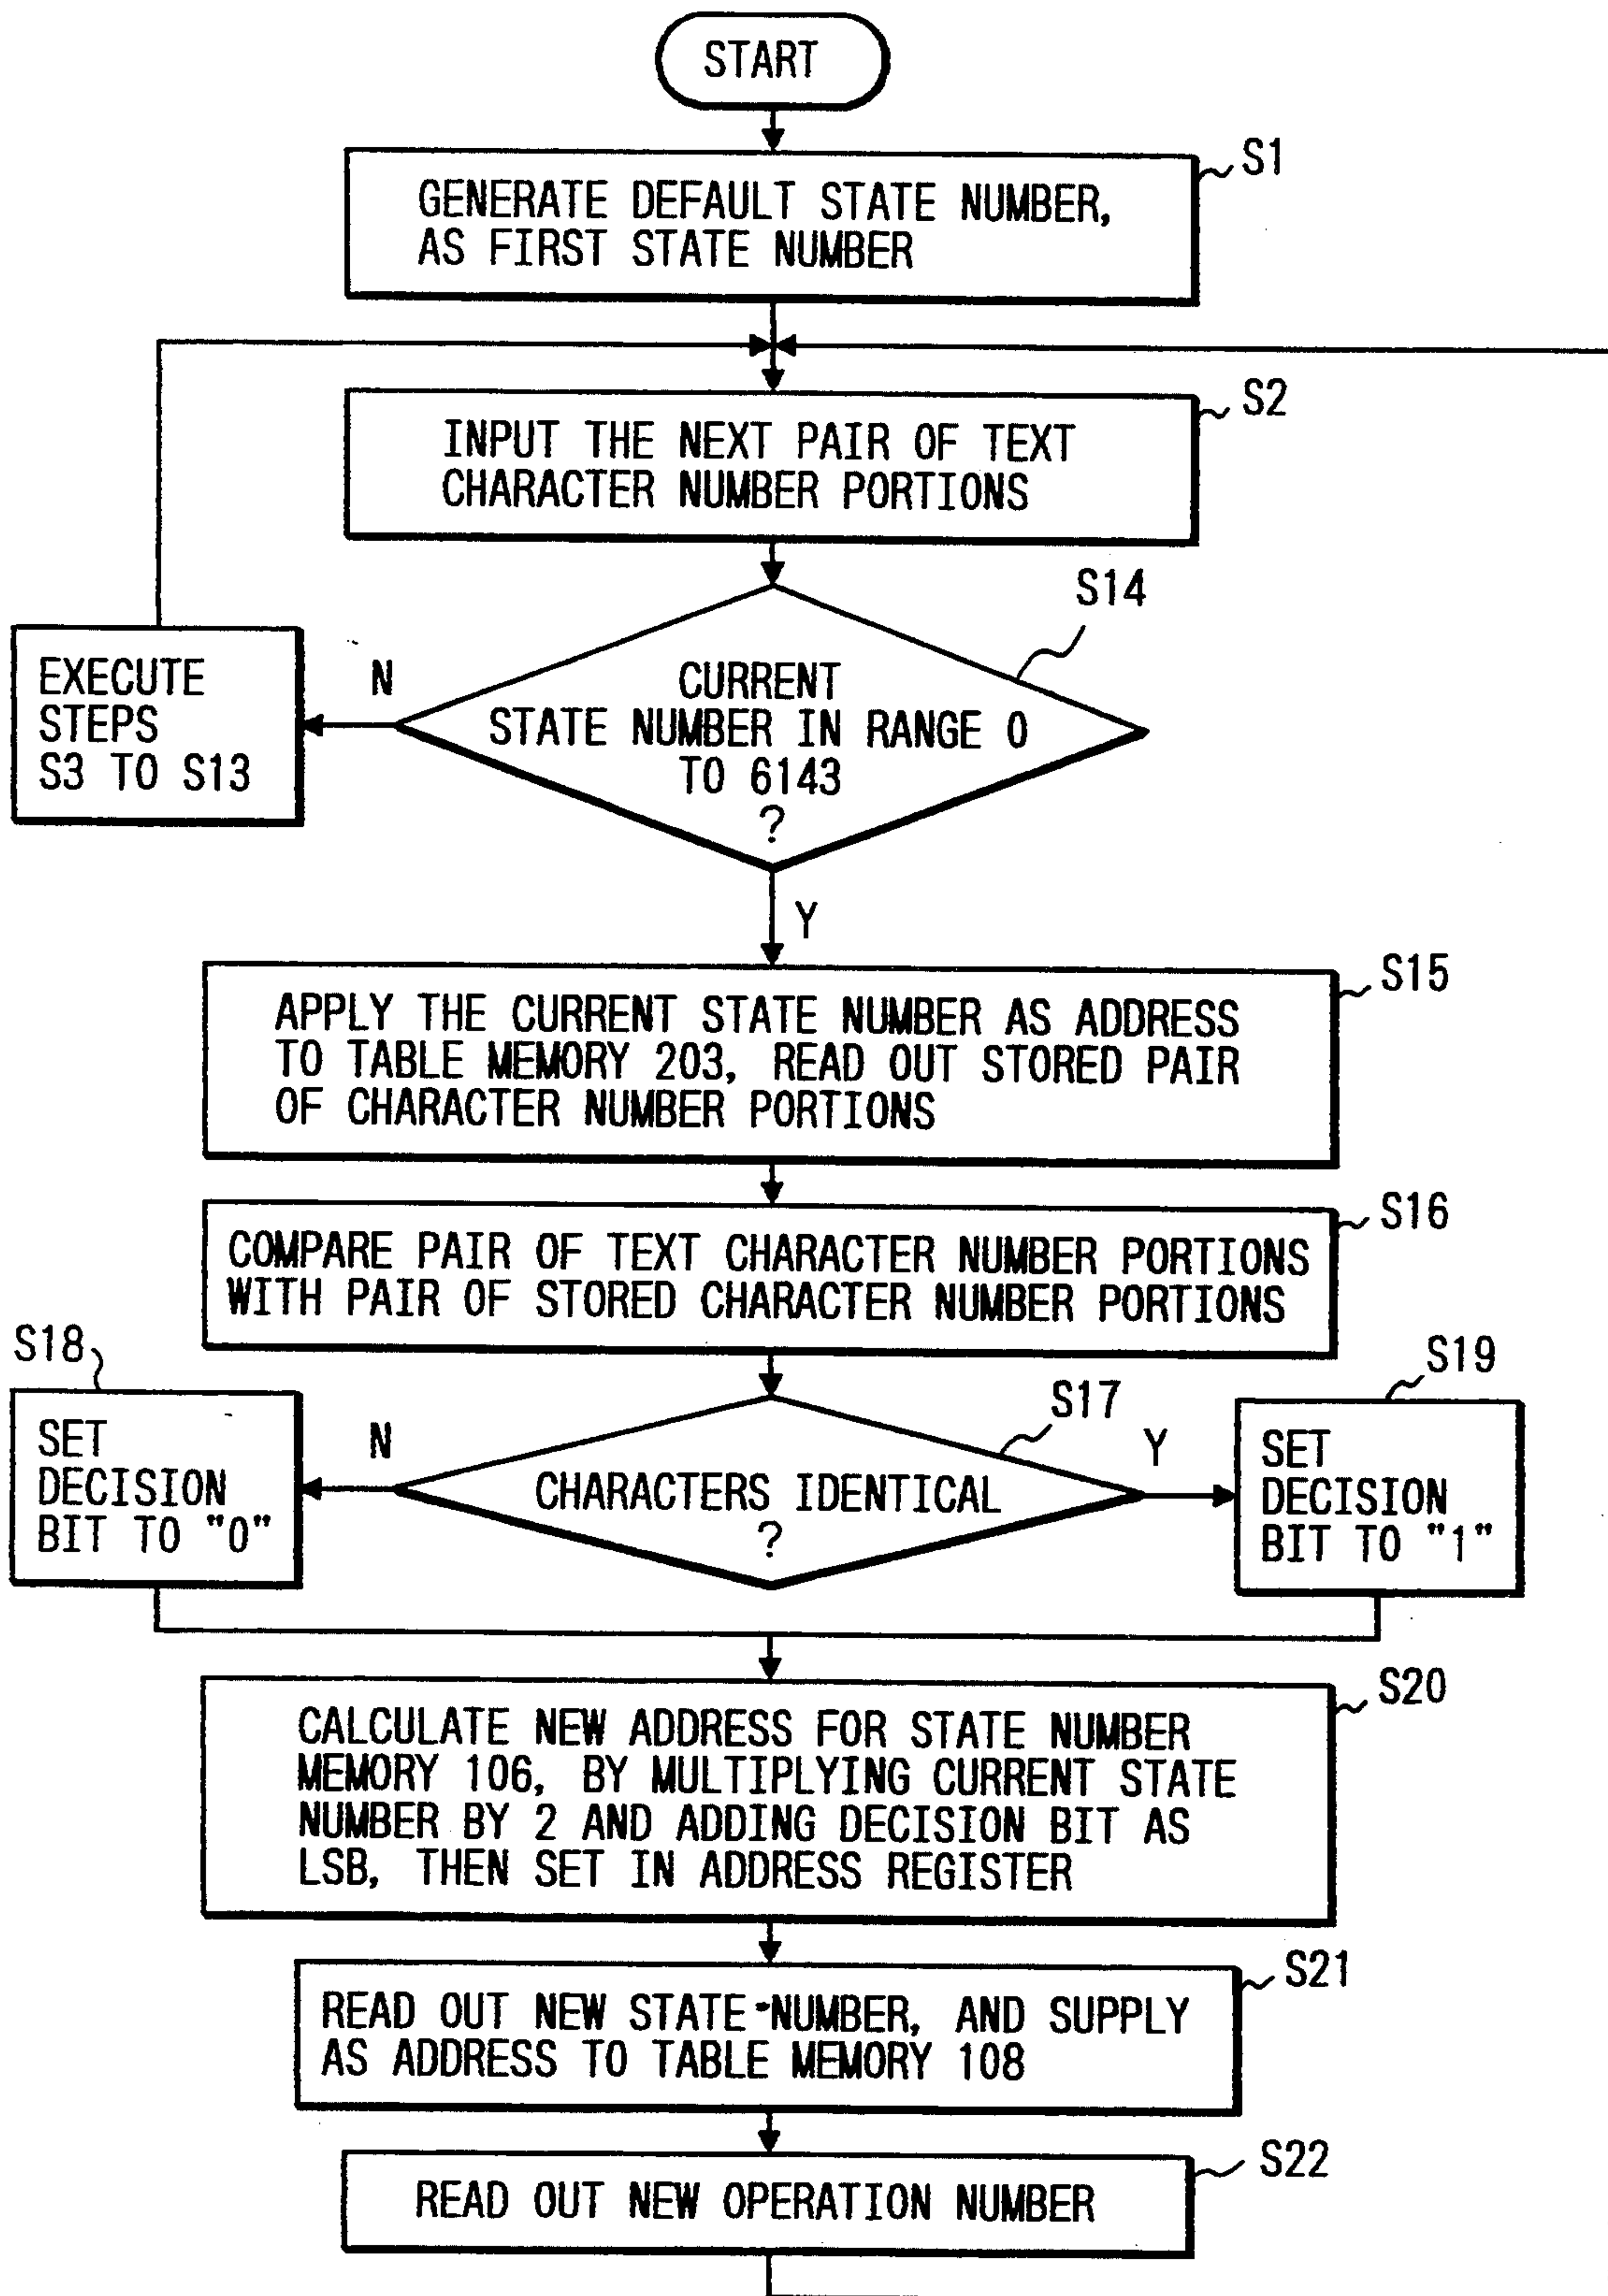 START
S1
GENERATE DEFAULT STATE NUMBER,
AS FIRST STATE NUMBER
S2
INPUT THE NEXT PAIR OF TEXT
CHARACTER NUMBER PORTIONS
S14
EXECUTE
STEPS
S3 TO S13
N
CURRENT
STATE NUMBER IN RANGE 0
TO 6143
?
Y
S15
APPLY THE CURRENT STATE NUMBER AS ADDRESS
TO TABLE MEMORY 203, READ OUT STORED PAIR
OF CHARACTER NUMBER PORTIONS
S16
COMPARE PAIR OF TEXT CHARACTER NUMBER PORTIONS
WITH PAIR OF STORED CHARACTER NUMBER PORTIONS
S18
S17
S19
SET
DECISION
BIT TO "0"
N
CHARACTERS IDENTICAL
?
Y
SET
DECISION
BIT TO "1"
S20
CALCULATE NEW ADDRESS FOR STATE NUMBER
MEMORY 106, BY MULTIPLYING CURRENT STATE
NUMBER BY 2 AND ADDING DECISION BIT AS
LSB, THEN SET IN ADDRESS REGISTER
S21
READ OUT NEW STATE NUMBER, AND SUPPLY
AS ADDRESS TO TABLE MEMORY 108
S22
READ OUT NEW OPERATION NUMBER